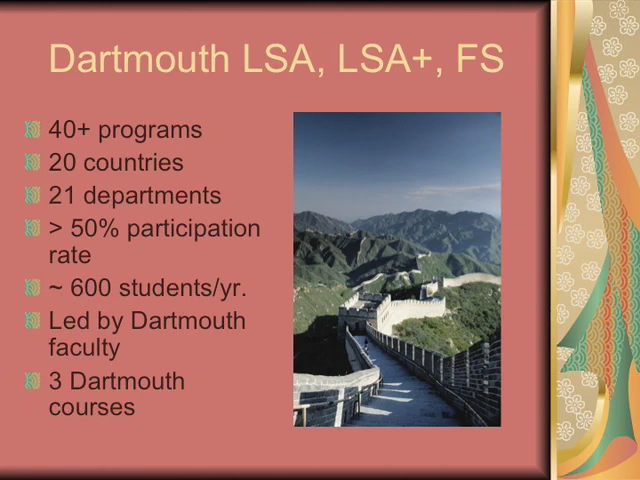 Dartmouth LSA, LSA+, FS
40+ programs
20 countries
21 departments
> 50% participation
rate
~ 600 students/yr.
Led by Dartmouth
faculty
3 Dartmouth
courses